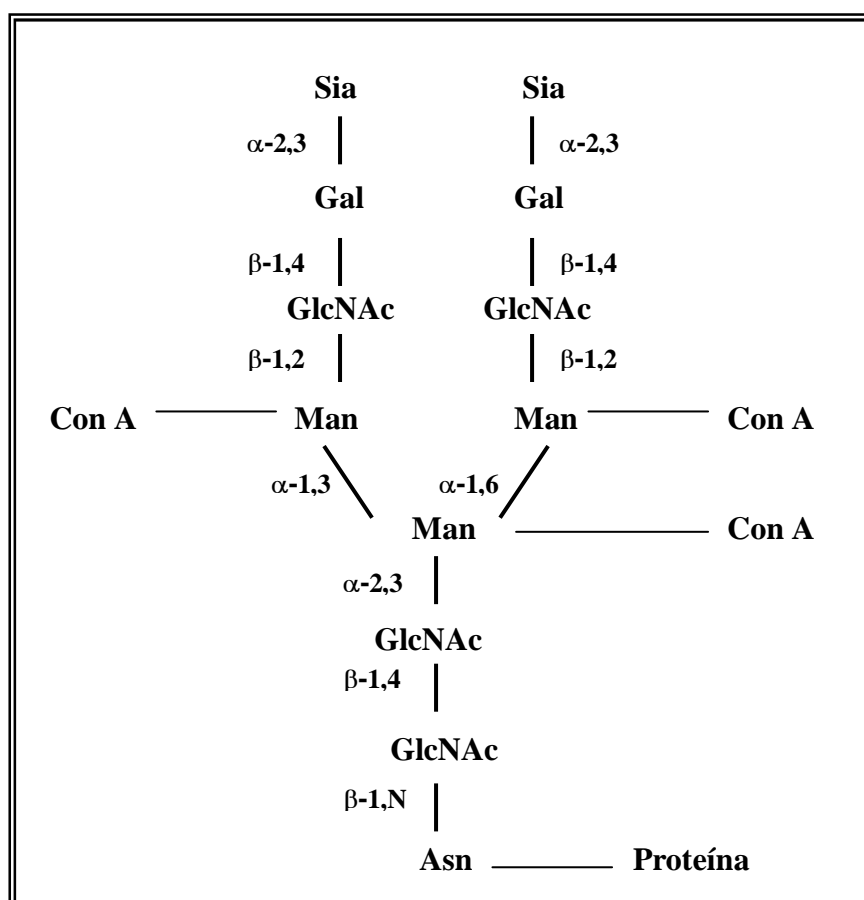 Sia Sia
α-2,3 α-2,3
Gal Gal
β-1,4 β-1,4
GlcNAc GlcNAc
β-1,2 β-1,2
Con A Man Man Con A
α-1,3 α-1,6
Man Con A
α-2,3
GlcNAc
β-1,4
GlcNAc
β-1,N
Asn Proteína